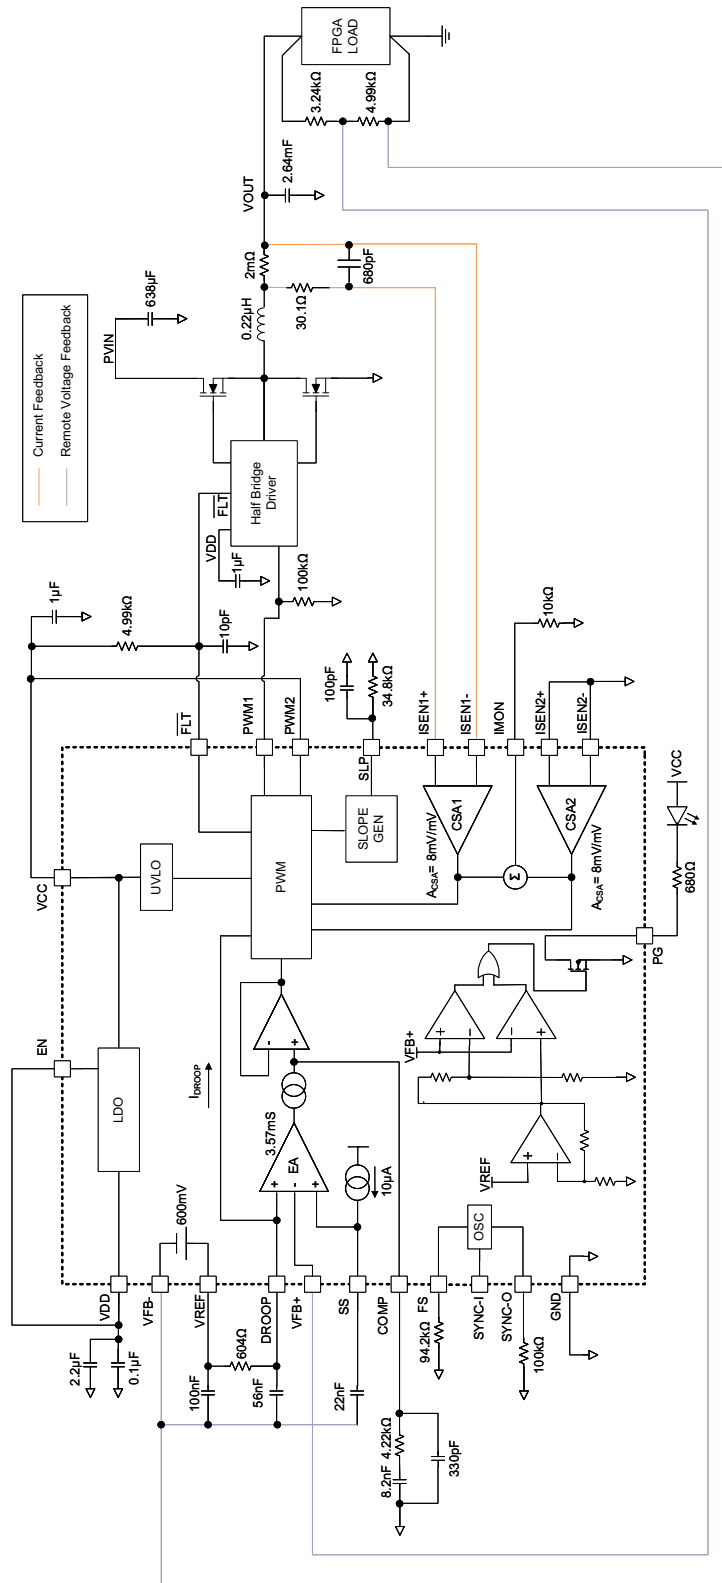 Current Feedback
Remote Voltage Feedback
FPGA
LOAD
3.24kΩ
4.99kΩ
VOUT
2.64mF
2mΩ
680pF
0.22µH
30.1Ω
PVIN
638µF
Half Bridge
Driver
FLT
VDD
1µF
100kΩ
1µF
4.99kΩ
10pF
FLT
PWM1
PWM2
100pF
34.8kΩ
SLP
ISEN1+
ISEN1-
IMON
10kΩ
ISEN2+
ISEN2-
VCC
UVLO
PWM
SLOPE
GEN
CSA1
ACSA= 8mV/mV
Σ
CSA2
ACSA= 8mV/mV
VCC
680Ω
PG
EN
LDO
IDROOP
-
+
3.57mS
EA
+
-
+
10µA
VFB+
+
-
-
+
VREF
+
-
600mV
OSC
VDD
VFB-
VREF
DROOP
VFB+
SS
COMP
FS
SYNC-I
SYNC-O
GND
2.2µF
0.1µF
100nF
604Ω
56nF
22nF
8.2nF
4.22kΩ
330pF
94.2kΩ
100kΩ